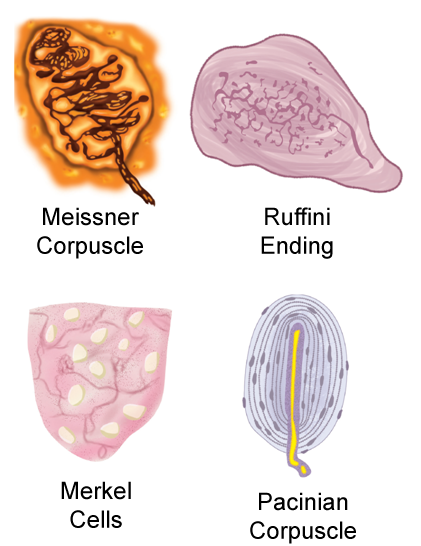 Meissner
Corpuscle
Ruffini
Ending
Merkel
Cells
Pacinian
Corpuscle